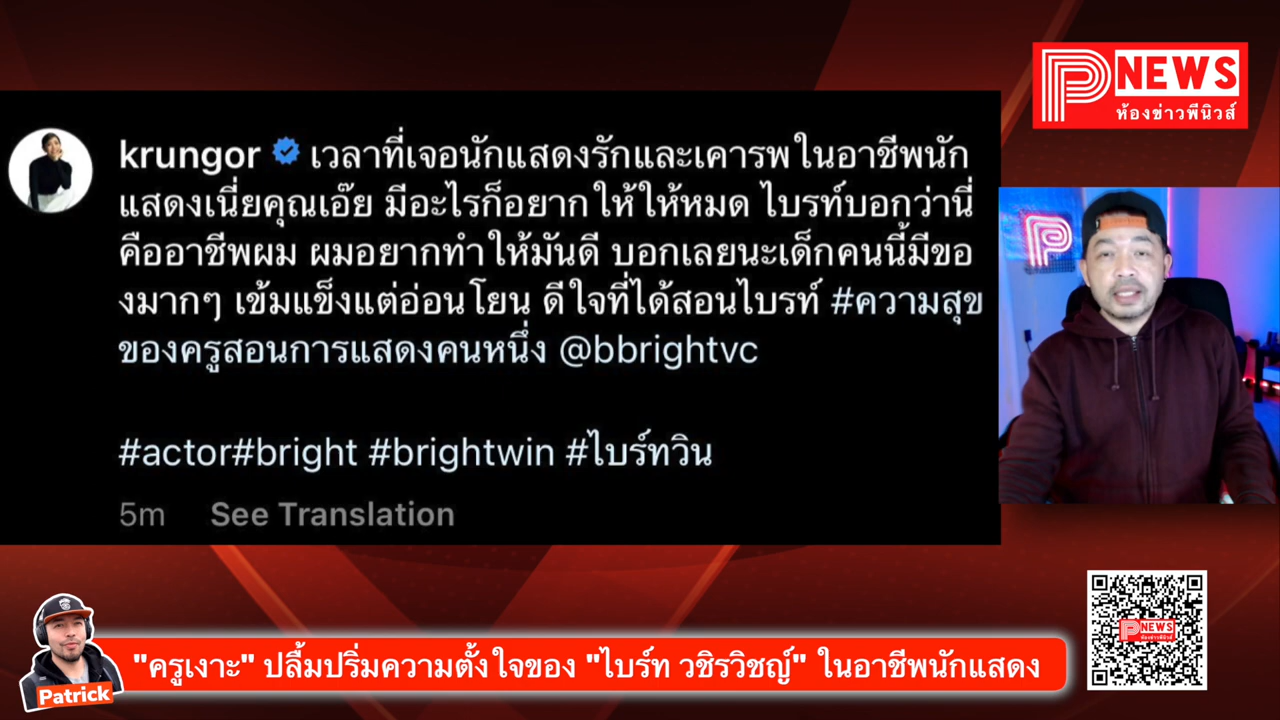 P NEWS
ห้องข่าวพีนิวส์
krungor เวลาที่เจอนักแสดงรักและเคารพในอาชีพนัก
แสดงเนี่ยคุณเอ๊ย มีอะไรก็อยากให้ให้หมด ไบรท์บอกว่านี่
คืออาชีพผม ผมอยากทำให้มันดี บอกเลยนะเด็กคนนี้มีขอ
งมากๆ เข้มแข็งแต่อ่อนโยน ดีใจที่ได้สอนไบรท์ #ความสุข
ของครูสอนการแสดงคนหนึ่ง @bbrightvc
#actor#bright #brightwin #ไบร์ทวิน
5m See Translation
P NEWS
ห้องข่าวพีนิวส์
"ครูเงาะ" ปลื้มปริ่มความตั้งใจของ "ไบร์ท วชิรวิชญ์" ในอาชีพนักแสดง
Patrick